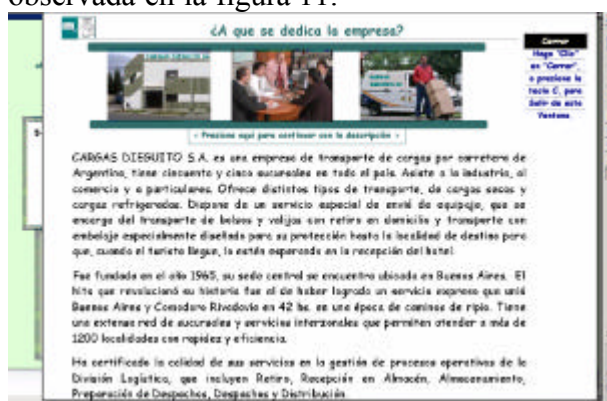 observada en la figura 11.
¿A que se dedica la empresa?
Cerrar
Haga "Clic"
en "Cerrar",
o presione la
tecla C, para
Salir de esta
Ventana
CARGAS DIEGUITO
- Presione aquí para continuar con la descripción -
CARGAS DIEGUITO S.A. es una empresa de transporte de cargas por carretera de
Argentina, tiene cincuenta y cinco sucursales en todo el país. Asiste a la industria, al
comercio y a particulares. Ofrece distintos tipos de transporte, de cargas secas y
cargas refrigeradas. Dispone de un servicio especial de envió de equipaje, que se
encarga del transporte de bolsos y valijas con retiro en domicilio y transporte con
embalaje especialmente diseñado para su protección hasta la localidad de destino para
que, cuando el turista llegue, lo estén esperando en la recepción del hotel.
Fue fundada en el año 1965, su sede central se encuentra ubicada en Buenos Aires. El
hito que revolucionó su historia fue el de haber logrado un servicio expreso que unió
Buenos Aires y Comodoro Rivadavia en 42 hs. en una época de caminos de ripio. Tiene
una extensa red de sucursales y servicios interzonales que permiten atender a más de
1200 localidades con rapidez y eficiencia.
Ha certificado la calidad de sus servicios en la gestión de procesos operativos de la
División Logística, que incluyen Retiro, Recepción en Almacén, Almacenamiento,
Preparación de Despachos, Despachos y Distribución